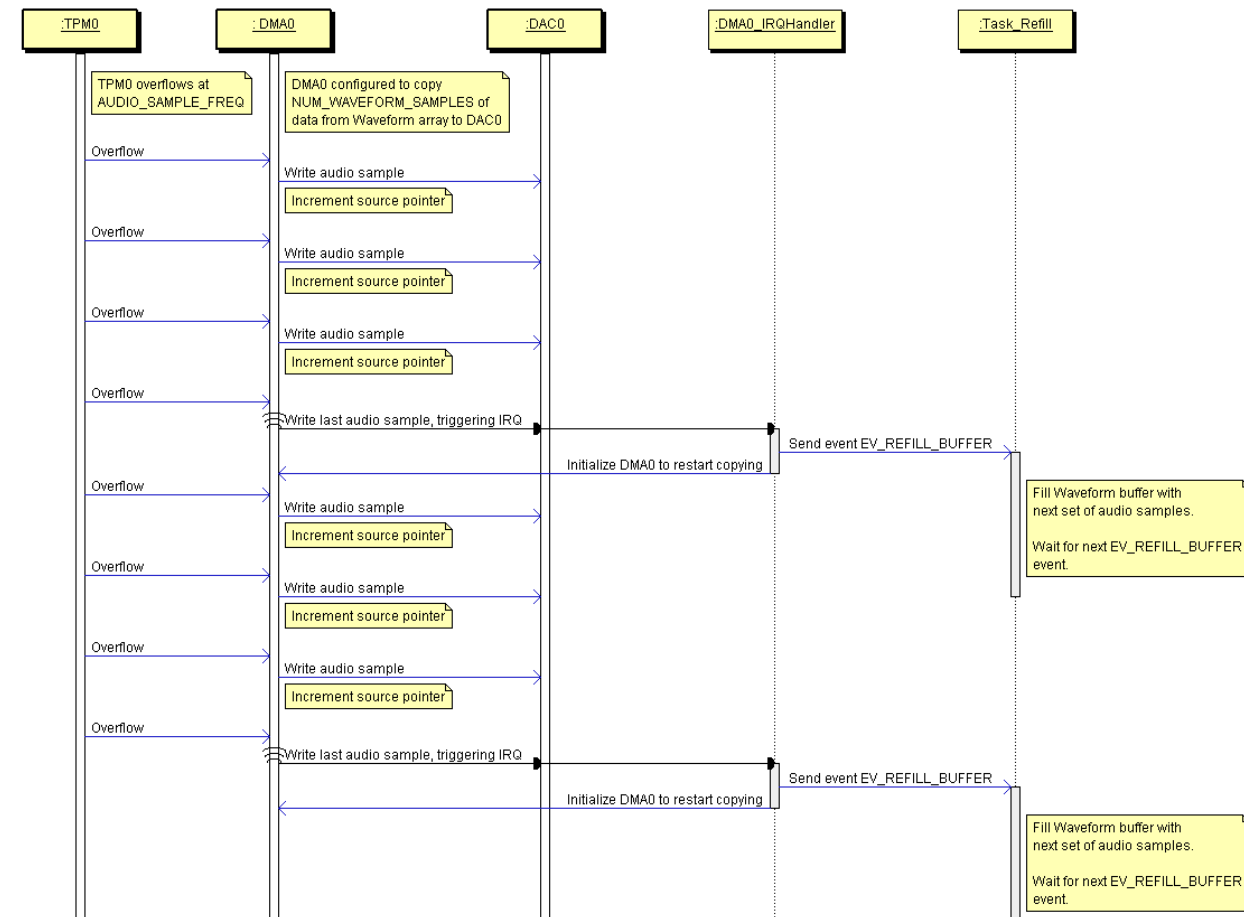 :TPM0
: DMA0
:DAC0
:DMA0_IRQHandler
:Task_Refill
TPM0 overflows at
AUDIO_SAMPLE_FREQ
DMA0 configured to copy
NUM_WAVEFORM_SAMPLES of
data from Waveform array to DAC0
Overflow
Write audio sample
Increment source pointer
Overflow
Write audio sample
Increment source pointer
Overflow
Write audio sample
Increment source pointer
Overflow
Write last audio sample, triggering IRQ
Send event EV_REFILL_BUFFER
Initialize DMA0 to restart copying
Overflow
Fill Waveform buffer with
next set of audio samples.
Wait for next EV_REFILL_BUFFER
event.
Write audio sample
Increment source pointer
Overflow
Write audio sample
Increment source pointer
Overflow
Write audio sample
Increment source pointer
Overflow
Write last audio sample, triggering IRQ
Send event EV_REFILL_BUFFER
Initialize DMA0 to restart copying
Fill Waveform buffer with
next set of audio samples.
Wait for next EV_REFILL_BUFFER
event.